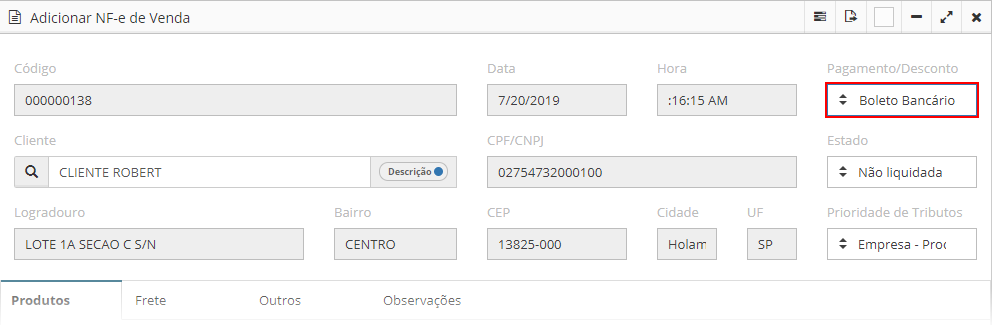 Adicionar NF-e de Venda
Código Data Hora Pagamento/Desconto
000000138 7/20/2019 :16:15 AM Boleto Bancário
Cliente CPF/CNPJ Estado
CLIENTE ROBERT Descrição 02754732000100 Não liquidada
Logradouro Bairro CEP Cidade UF Prioridade de Tributos
LOTE 1A SECAO C S/N CENTRO 13825-000 Holam SP Empresa - Proc
Produtos Frete Outros Observações